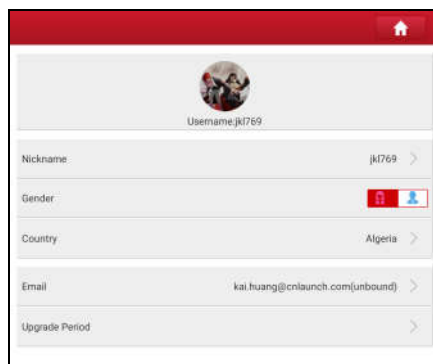 Username:jkl769
Nickname jkl769
Gender
Country Algeria
Email kai.huang@cnlaunch.com(unbound)
Upgrade Period